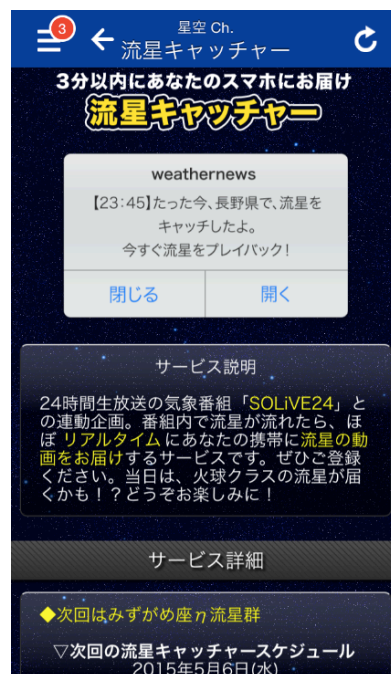 3
星空 Ch.
流星キャッチャー
3分以内にあなたのスマホにお届け
流星キャッチャー
weathernews
【23:45】たった今、長野県で、流星を
キャッチしたよ。
今すぐ流星をプレイバック!
閉じる
開く
サービス説明
24時間生放送の気象番組「SOLiVE24」と
の連動企画。番組内で流星が流れたら、ほ
ぼ リアルタイム にあなたの携帯に流星の動
画をお届けするサービスです。ぜひご登録
ください。当日は、火球クラスの流星が届
くかも!?どうぞお楽しみに!
サービス詳細
◆次回はみずがめ座η流星群
▽次回の流星キャッチャースケジュール
2015年5月6日(水)